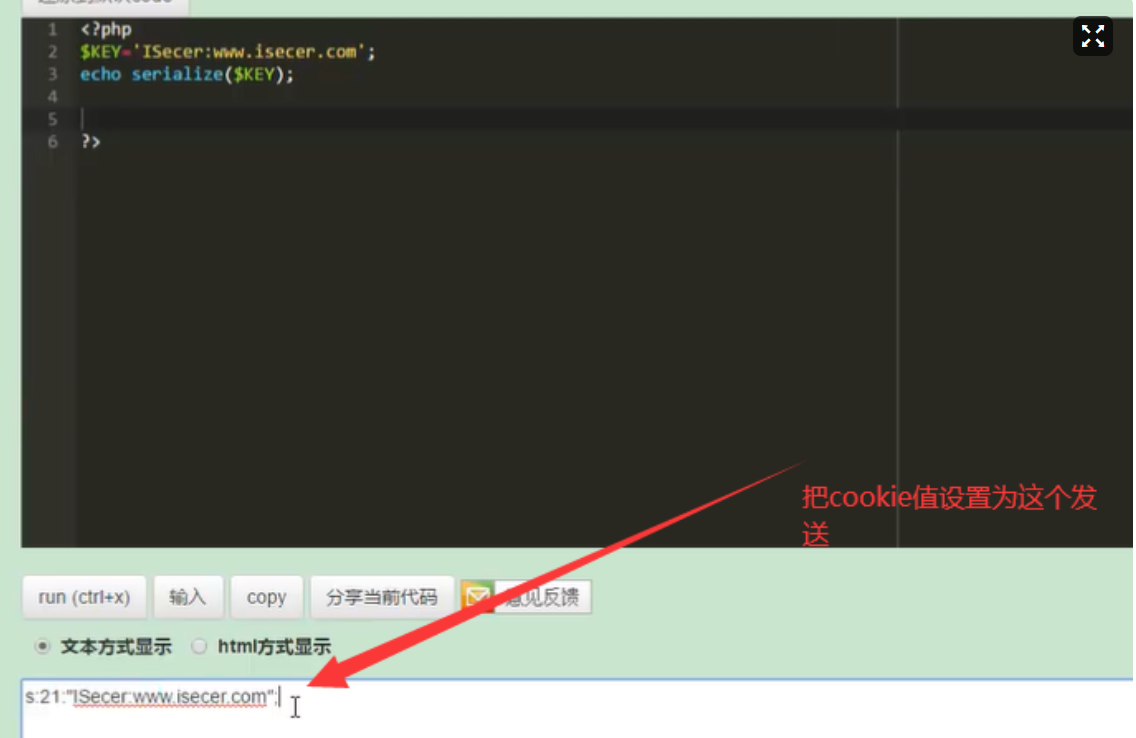 1 <?php
2 $KEY='ISecer:www.isecer.com';
3 echo serialize($KEY);
4
5
6 ?>
把cookie值设置为这个发
送
run (ctrl+x) 输入 copy 分享当前代码 意见反馈
文本方式显示 html方式显示
s:21:"ISecer:www.isecer.com";